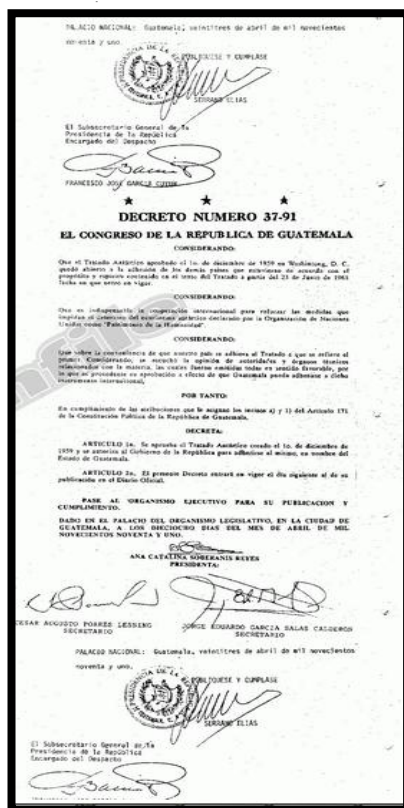 PALACIO NACIONAL: Guatemala, veintitres de abril de mil novecientos
noventa y uno.
PUBLIQUESE Y CUMPLASE
SERRANO ELIAS
El Subsecretario General de la
Presidencia de la República
Encargado del Despacho
FRANCISCO JOSE GARCIA
DECRETO NUMERO 37-91
EL CONGRESO DE LA REPUBLICA DE GUATEMALA
CONSIDERANDO:
Que el Tratado Antártico aprobado el 1o. de diciembre de 1959 en Washington, D. C.
quedó abierto a la adhesión de los demás países que estuvieran de acuerdo con el
propósito y espíritu contenido en el texto del Tratado a partir del 23 de Junio de 1961
fecha en que entró en vigor.
CONSIDERANDO:
Que es indispensable la cooperación internacional para reforzar las medidas que
impidan el deterioro del ecosistema antártico declarado por la Organización de Naciones
Unidas como "Patrimonio de la Humanidad".
CONSIDERANDO:
Que sobre la conveniencia de que nuestro país se adhiera al Tratado a que se refiere el
primer Considerando, se escuchó la opinión de autoridades y órganos técnicos
relacionados con la materia, las cuales fueron emitidas todas en sentido favorable, por
lo que es procedente su aprobación a efecto de que Guatemala pueda adherirse a dicho
instrumento internacional,
POR TANTO:
En cumplimiento de las atribuciones que le asignan los incisos a) y l) del Artículo 171
de la Constitución Política de la República de Guatemala.
DECRETA:
ARTICULO 1o. Se aprueba el Tratado Antártico creado el 1o. de diciembre de
1959 y se autoriza al Gobierno de la República para adherirse al mismo, en nombre del
Estado de Guatemala.
ARTICULO 2o. El presente Decreto entrará en vigor el día siguiente al de su
publicación en el Diario Oficial.
PASE AL ORGANISMO EJECUTIVO PARA SU PUBLICACION Y
CUMPLIMIENTO.
DADO EN EL PALACIO DEL ORGANISMO LEGISLATIVO, EN LA CIUDAD DE
GUATEMALA, A LOS DIECIOCHO DIAS DEL MES DE ABRIL DE MIL
NOVECIENTOS NOVENTA Y UNO.
ANA CATALINA SOBERANIS REYES
PRESIDENTA:
CESAR AUGUSTO PORRES LESSING
SECRETARIO
JORGE EDUARDO GARCIA SALAS CALDERON
SECRETARIO
PALACIO NACIONAL: Guatemala, veintitres de abril de mil novecientos
noventa y uno.
PUBLIQUESE Y CUMPLASE
SERRANO ELIAS
El Subsecretario General de la
Presidencia de la República
Encargado del Despacho